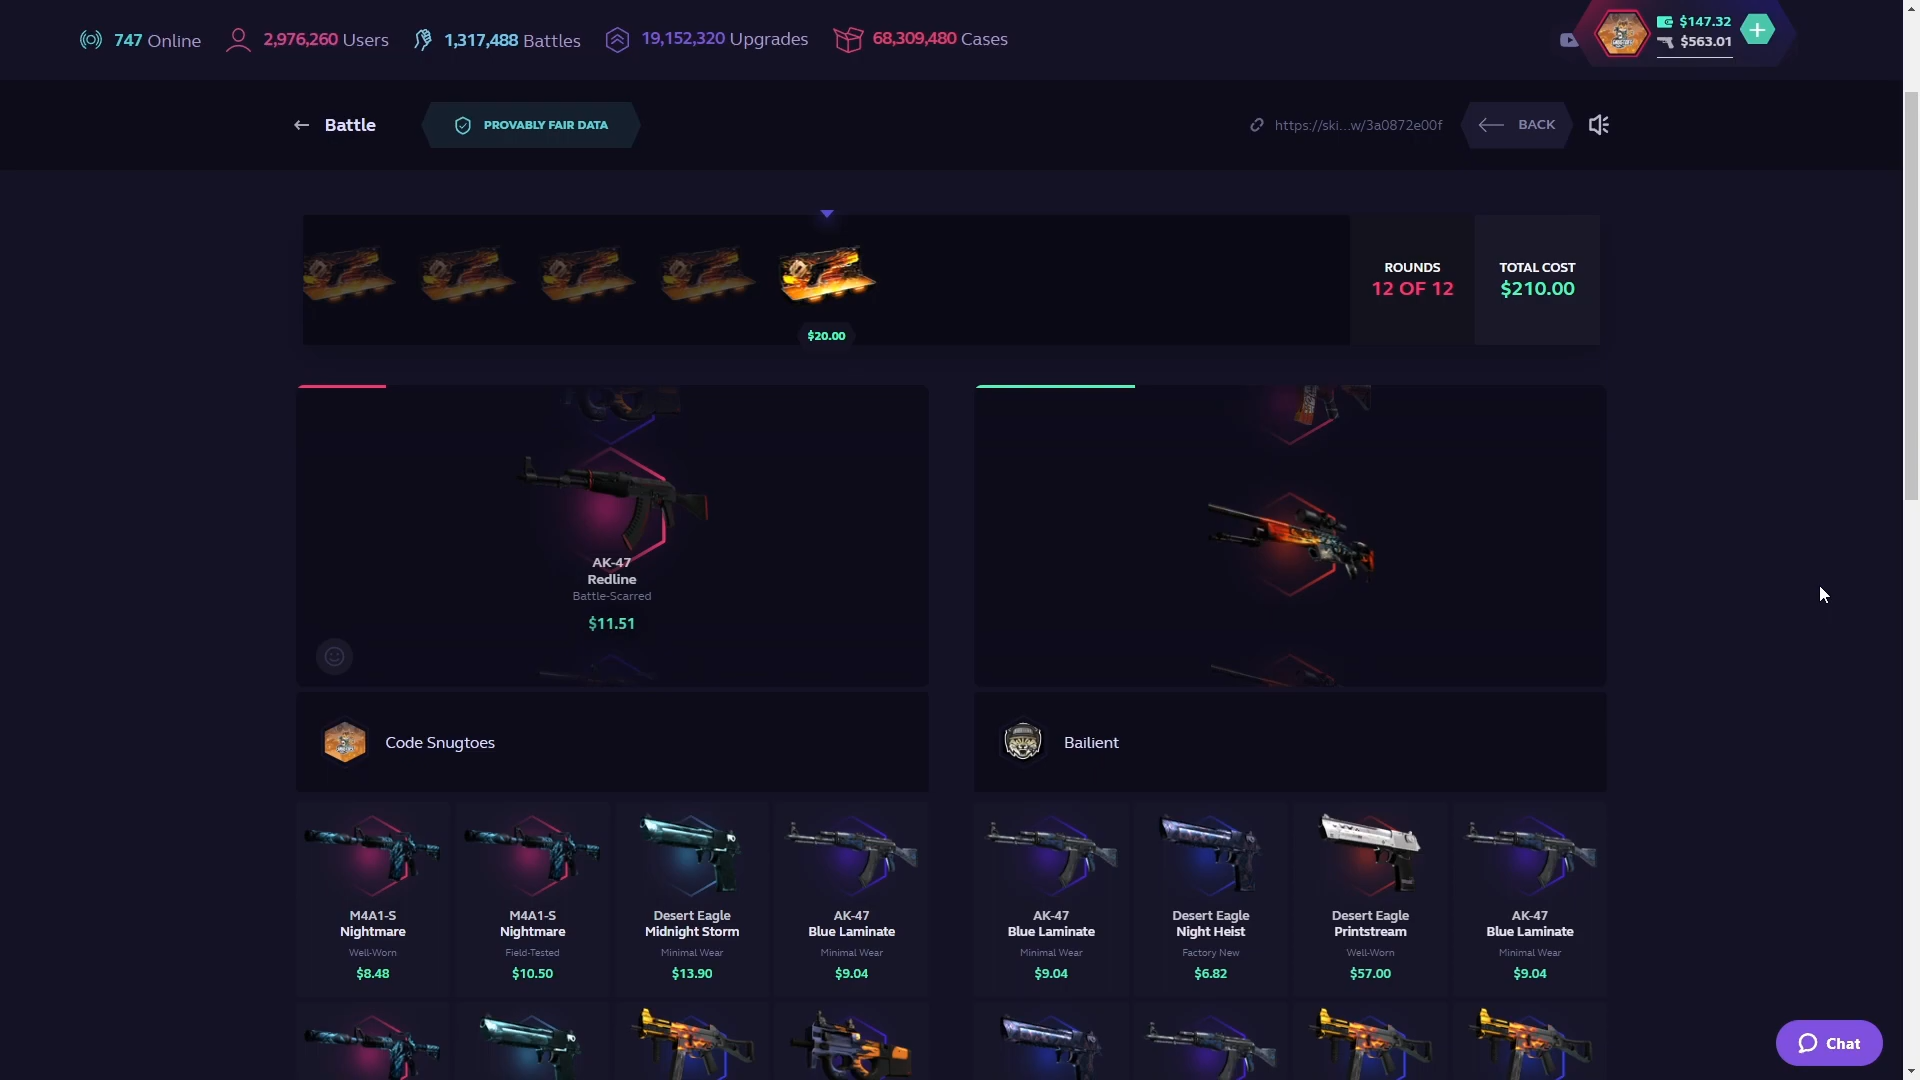 747 Online
2,976,260 Users
1,317,488 Battles
19,152,320 Upgrades
68,309,480 Cases
$147.32
$563.01
Battle
PROVABLY FAIR DATA
https://ski...w/3a0872e00f
BACK
ROUNDS
12 OF 12
TOTAL COST
$210.00
$20.00
AK-47
Redline
Battle-Scarred
$11.51
Code Snugtoes
Bailient
M4A1-S
Nightmare
Well-Worn
$8.48
M4A1-S
Nightmare
Field-Tested
$10.50
Desert Eagle
Midnight Storm
Minimal Wear
$13.90
AK-47
Blue Laminate
Minimal Wear
$9.04
AK-47
Blue Laminate
Minimal Wear
$9.04
Desert Eagle
Night Heist
Factory New
$6.82
Desert Eagle
Printstream
Well-Worn
$57.00
AK-47
Blue Laminate
Minimal Wear
$9.04
Chat